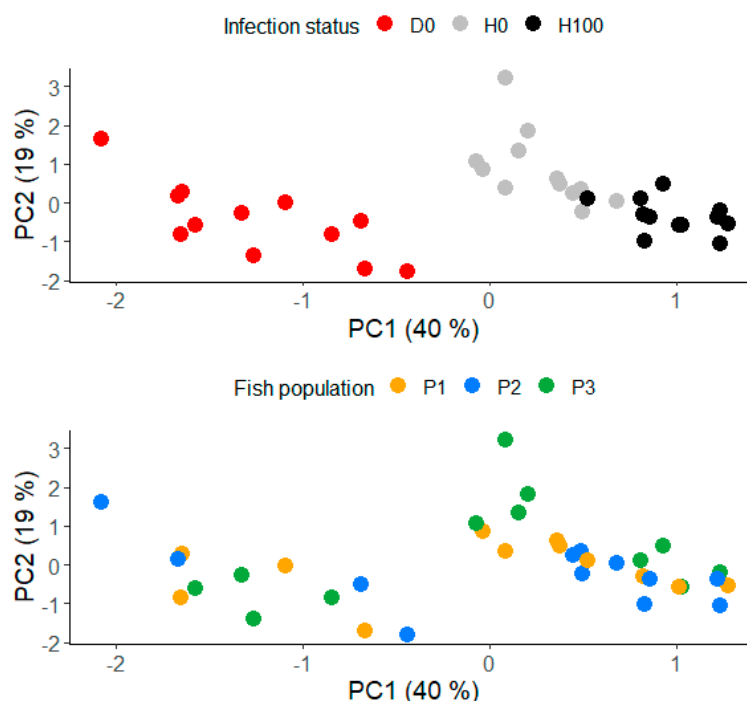 Infection status D0 H0 H100
PC2 (19 %)
3
2
1
0
-1
-2
-2 -1 0 1
PC1 (40 %)
Fish population P1 P2 P3
PC2 (19 %)
3
2
1
0
-1
-2
-2 -1 0 1
PC1 (40 %)